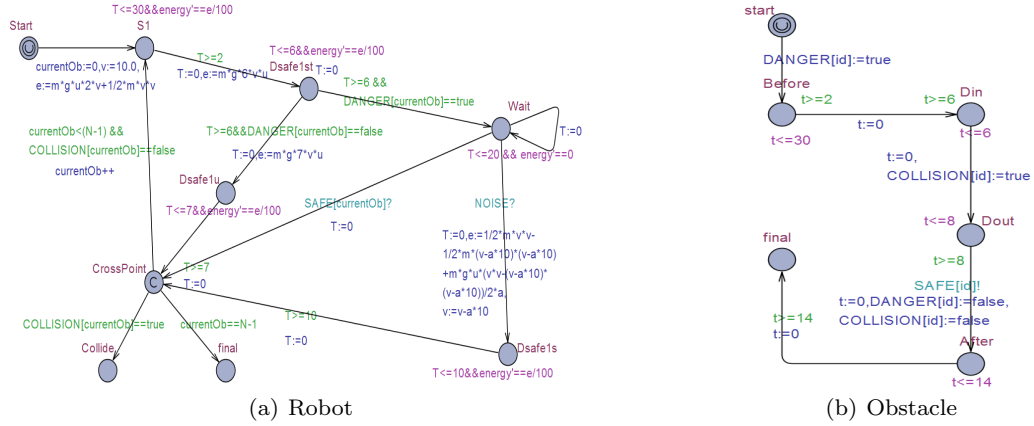 T<=30&&energy'==e/100
Start
S1
currentOb:=0,v:=10.0,
e:=m*g*u*2*v+1/2*m*v*v
T>=2
T:=0,e:=m*g*6*v*u
T<=6&&energy'==e/100
Dsafe1st
T:=0
T>=6 &&
DANGER[currentOb]==true
Wait
T:=0
T<=20 && energy'==0
currentOb<(N-1) &&
COLLISION[currentOb]==false
currentOb++
T>=6&&DANGER[currentOb]==false
T:=0,e:=m*g*7*v*u
Dsafe1u
T<=7&&energy'==e/100
SAFE[currentOb]?
T:=0
NOISE?
T:=0,e:=1/2*m*v*v-
1/2*m*(v-a*10)*(v-a*10)
+m*g*u*(v*v-(v-a*10)*
(v-a*10))/2*a,
v:=v-a*10
CrossPoint
C
T>=7
T:=0
T>=10
T:=0
COLLISION[currentOb]==true
currentOb==N-1
Collide
final
Dsafe1s
T<=10&&energy'==e/100
(a) Robot
start
DANGER[id]:=true
Before
t>=2
t:=0
t<=30
t>=6
Din
t<=6
t:=0,
COLLISION[id]:=true
t<=8
Dout
t>=8
SAFE[id]!
t:=0,DANGER[id]:=false,
COLLISION[id]:=false
final
t>=14
t:=0
After
t<=14
(b) Obstacle